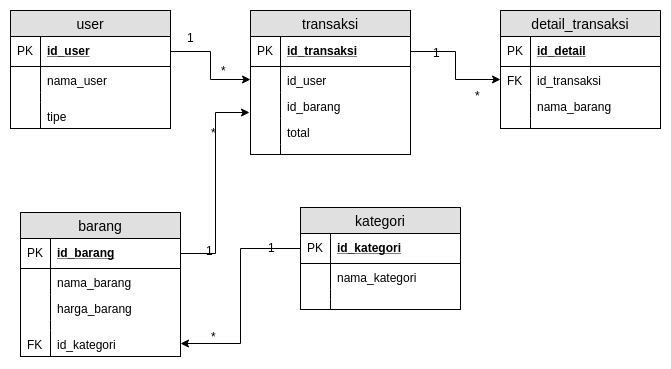 user
PK id_user
nama_user
tipe
1
*
transaksi
PK id_transaksi
id_user
id_barang
total
1
*
detail_transaksi
PK id_detail
FK id_transaksi
nama_barang
*
1
barang
PK id_barang
nama_barang
harga_barang
FK id_kategori
1
*
kategori
PK id_kategori
nama_kategori